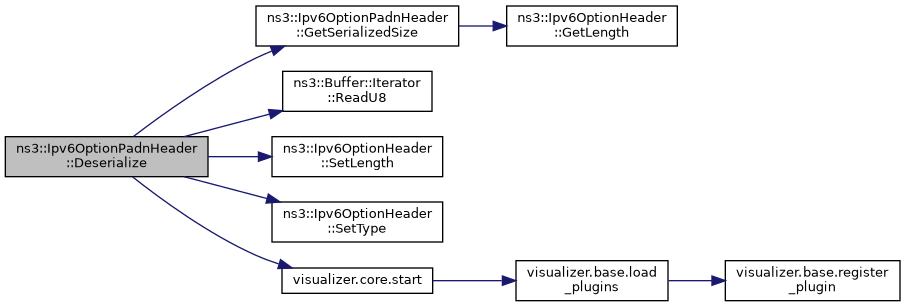 ns3::Ipv6OptionPadnHeader
::Deserialize
ns3::Ipv6OptionPadnHeader
::GetSerializedSize
ns3::Ipv6OptionHeader
::GetLength
ns3::Buffer::Iterator
::ReadU8
ns3::Ipv6OptionHeader
::SetLength
ns3::Ipv6OptionHeader
::SetType
visualizer.core.start
visualizer.base.load
_plugins
visualizer.base.register
_plugin